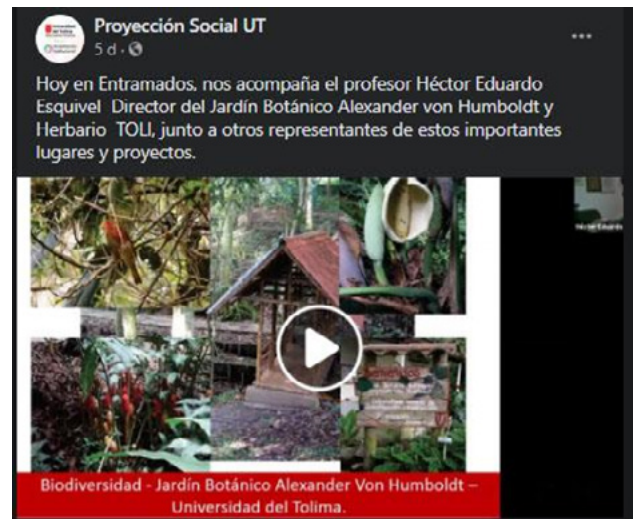 Proyección Social UT
5 d ·
Hoy en Entramados, nos acompaña el profesor Héctor Eduardo
Esquivel Director del Jardín Botánico Alexander von Humboldt y
Herbario TOLI, junto a otros representantes de estos importantes
lugares y proyectos.
Biodiversidad - Jardín Botánico Alexander Von Humboldt –
Universidad del Tolima.